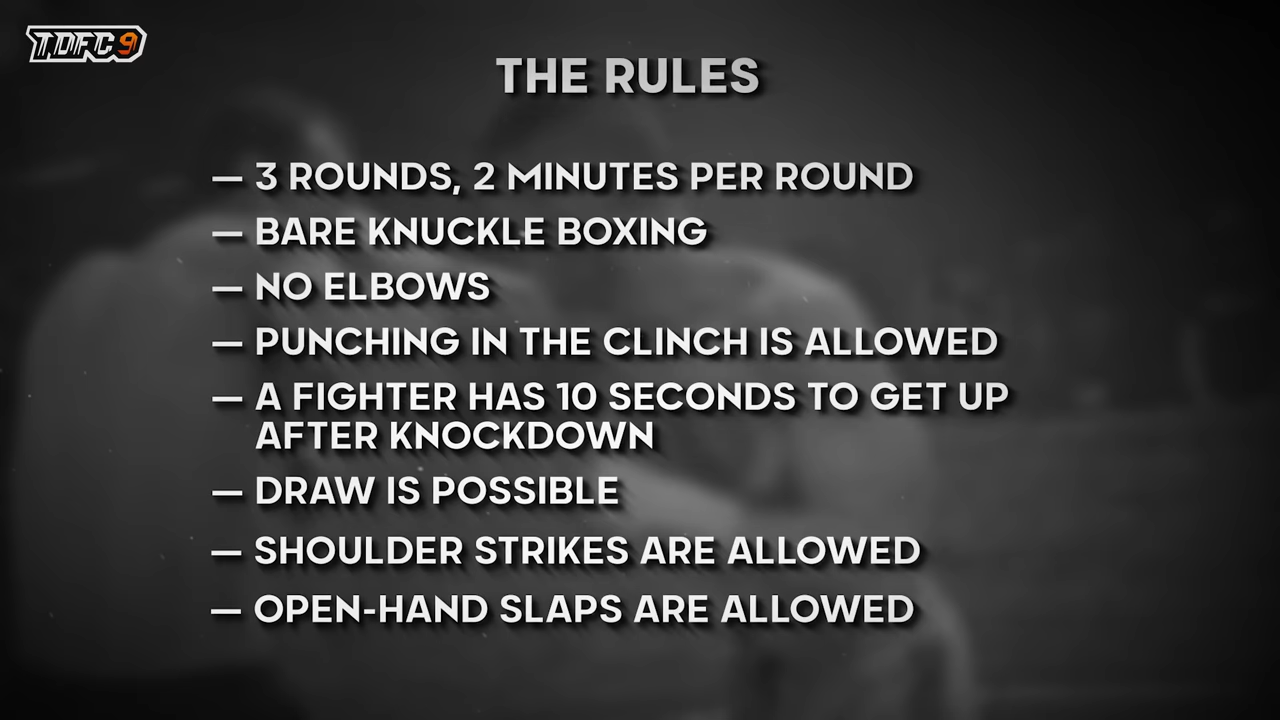 TDFC 9
THE RULES
— 3 ROUNDS, 2 MINUTES PER ROUND
— BARE KNUCKLE BOXING
— NO ELBOWS
— PUNCHING IN THE CLINCH IS ALLOWED
— A FIGHTER HAS 10 SECONDS TO GET UP
AFTER KNOCKDOWN
— DRAW IS POSSIBLE
— SHOULDER STRIKES ARE ALLOWED
— OPEN-HAND SLAPS ARE ALLOWED